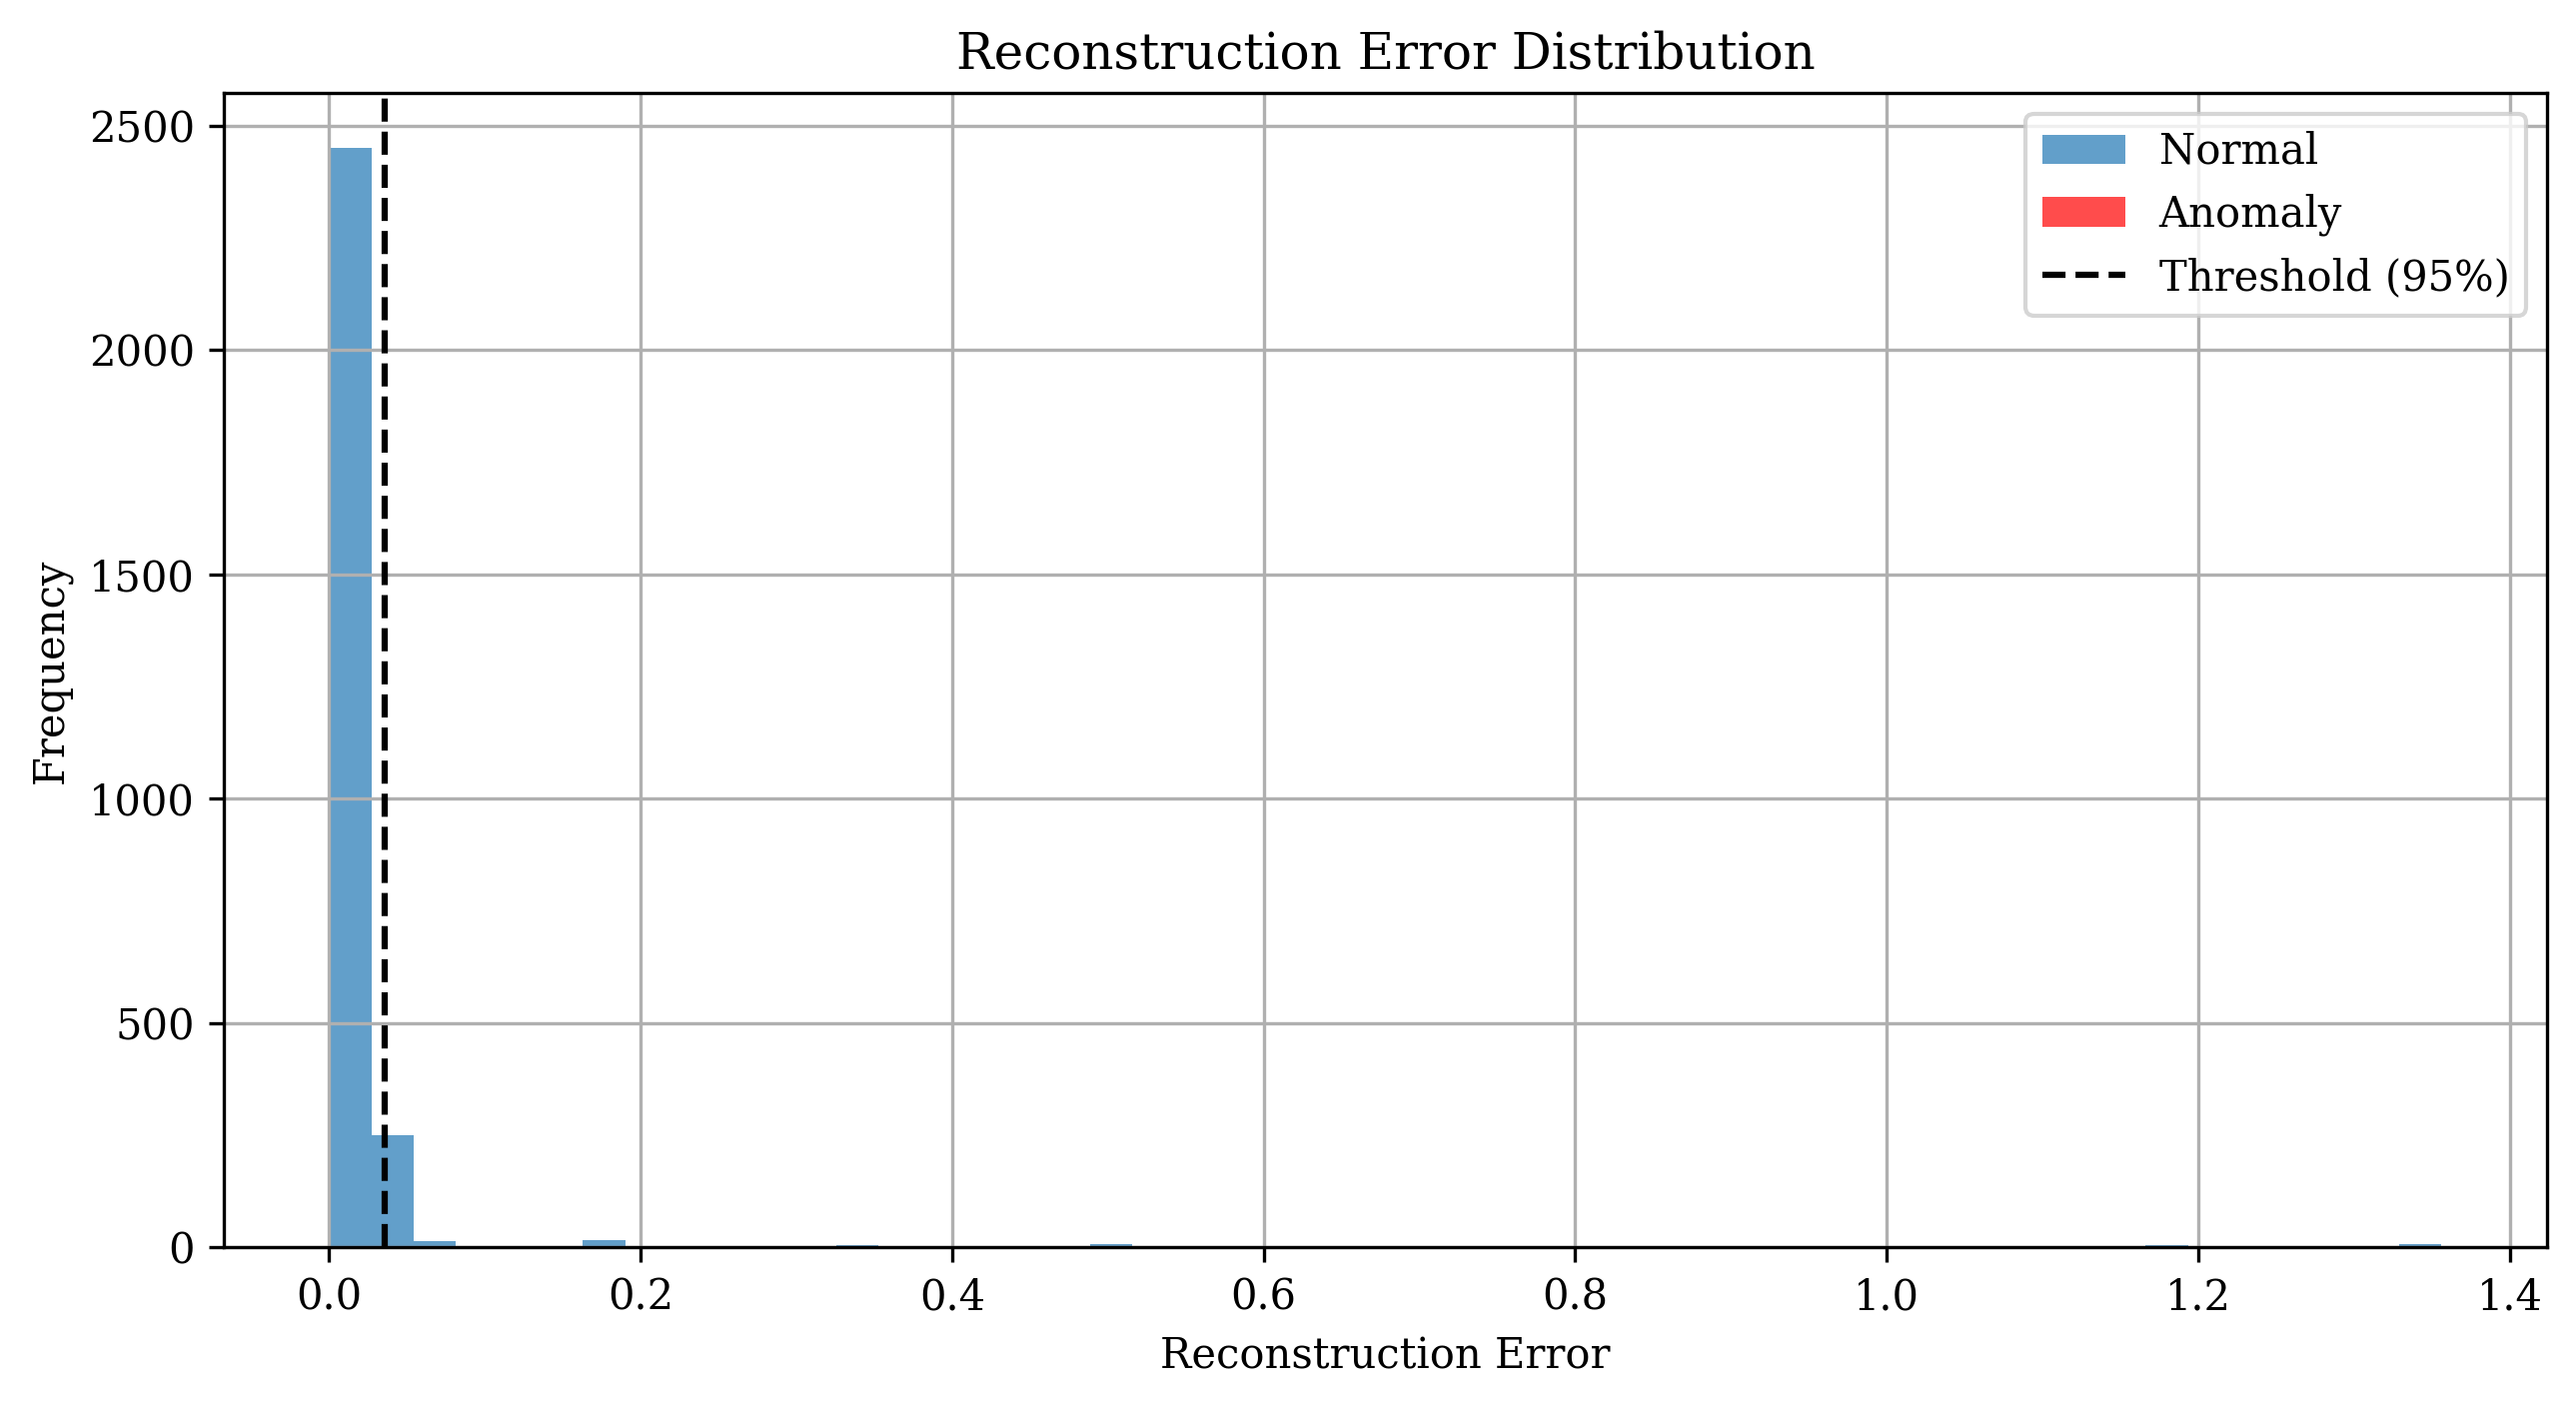 Reconstruction Error Distribution
2500
2000
1500
1000
500
0
Frequency
Normal
Anomaly
Threshold (95%)
0.0 0.2 0.4 0.6 0.8 1.0 1.2 1.4
Reconstruction Error